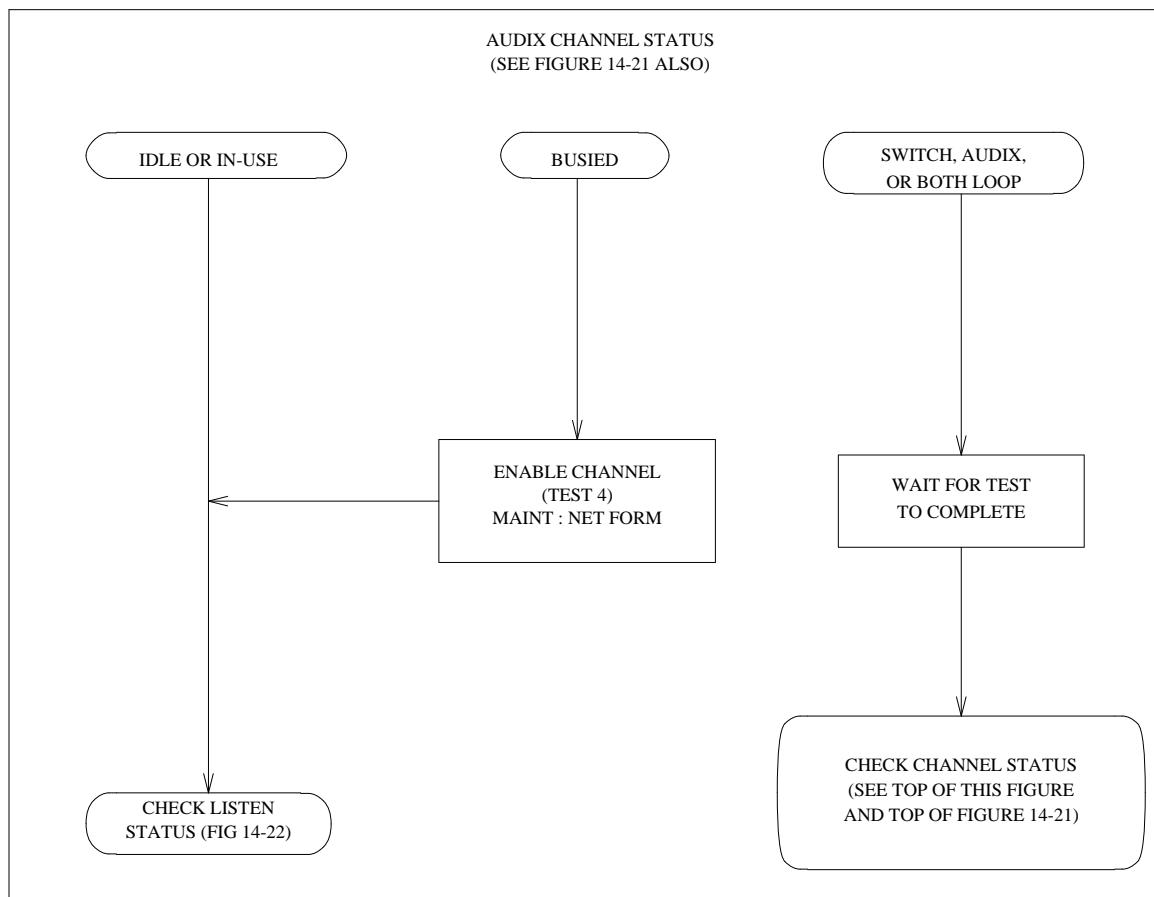 AUDIX CHANNEL STATUS
(SEE FIGURE 14-21 ALSO)
IDLE OR IN-USE
BUSIED
SWITCH, AUDIX,
OR BOTH LOOP
ENABLE CHANNEL
(TEST 4)
MAINT : NET FORM
WAIT FOR TEST
TO COMPLETE
CHECK LISTEN
STATUS (FIG 14-22)
CHECK CHANNEL STATUS
(SEE TOP OF THIS FIGURE
AND TOP OF FIGURE 14-21)